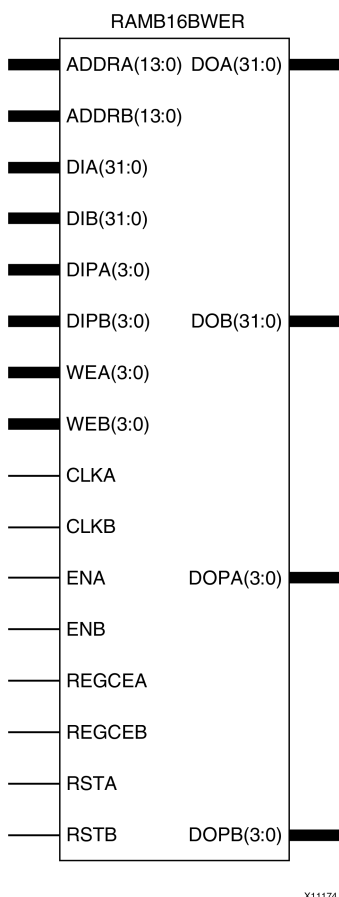 RAMB16BWER
ADDRA(13:0) DOA(31:0)
ADDRB(13:0)
DIA(31:0)
DIB(31:0)
DIPA(3:0)
DIPB(3:0) DOB(31:0)
WEA(3:0)
WEB(3:0)
CLKA
CLKB
ENA DOPA(3:0)
ENB
REGCEA
REGCEB
RSTA
RSTB DOPB(3:0)
X11174